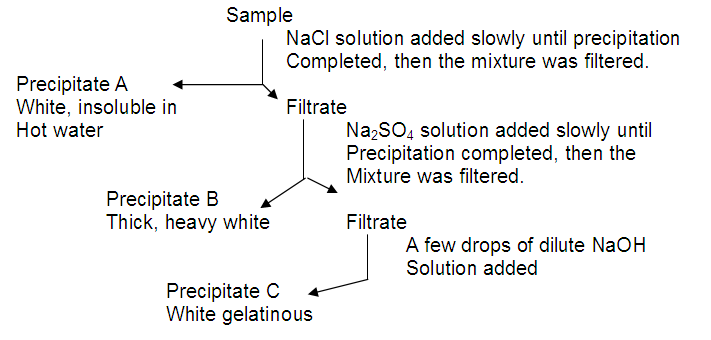 Sample
NaCl solution added slowly until precipitation
Completed, then the mixture was filtered.
Precipitate A
White, insoluble in
Hot water
Filtrate
Na₂SO₄ solution added slowly until
Precipitation completed, then the
Mixture was filtered.
Precipitate B
Thick, heavy white
Filtrate
A few drops of dilute NaOH
Solution added
Precipitate C
White gelatinous